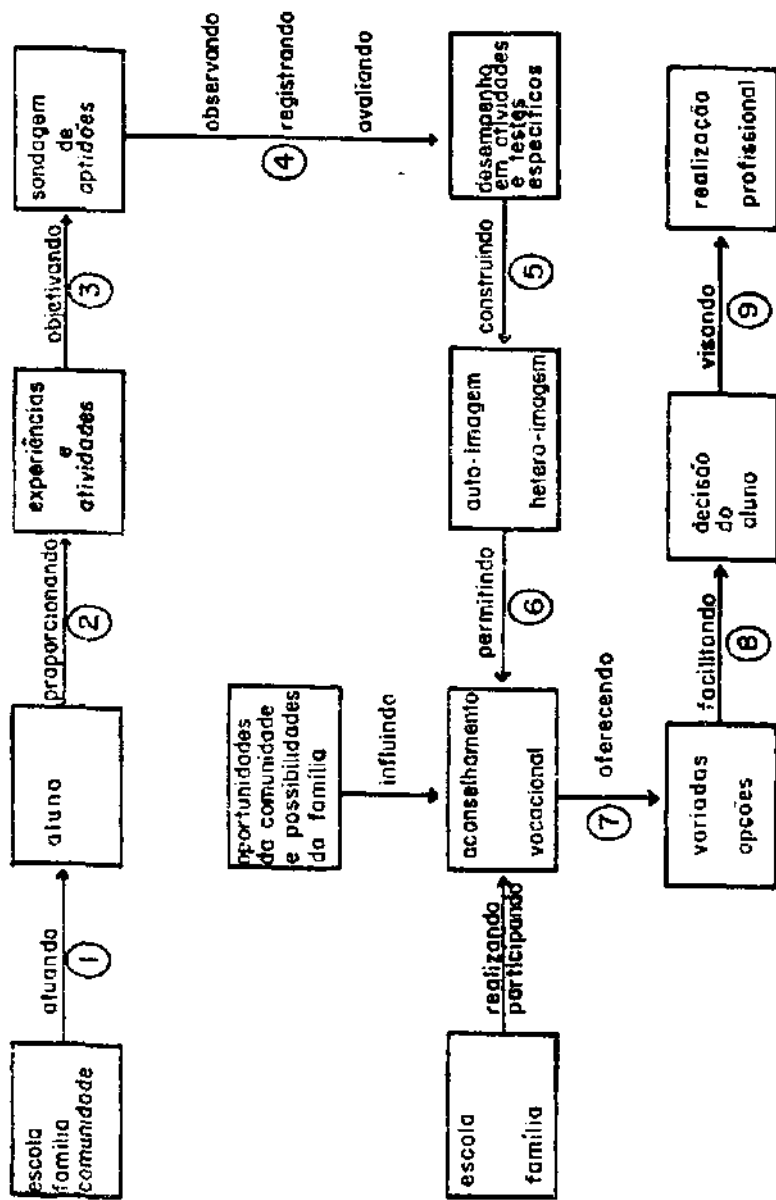 escola
família
comunidade
atuando
1
aluno
proporcionando
2
experiências
e
atividades
objetivando
3
sondagem
de
aptidões
observando
4
registrando
avaliando
oportunidades
da comunidade
e possibilidades
da família
influindo
escola
família
realizando
participando
aconselhamento
vocacional
permitindo
6
auto-imagem
hetero-imagem
construindo
5
desempenho
em atividades
e testes
específicos
7
oferecendo
variadas
opções
facilitando
8
decisão
do
aluno
visando
9
realização
profissional